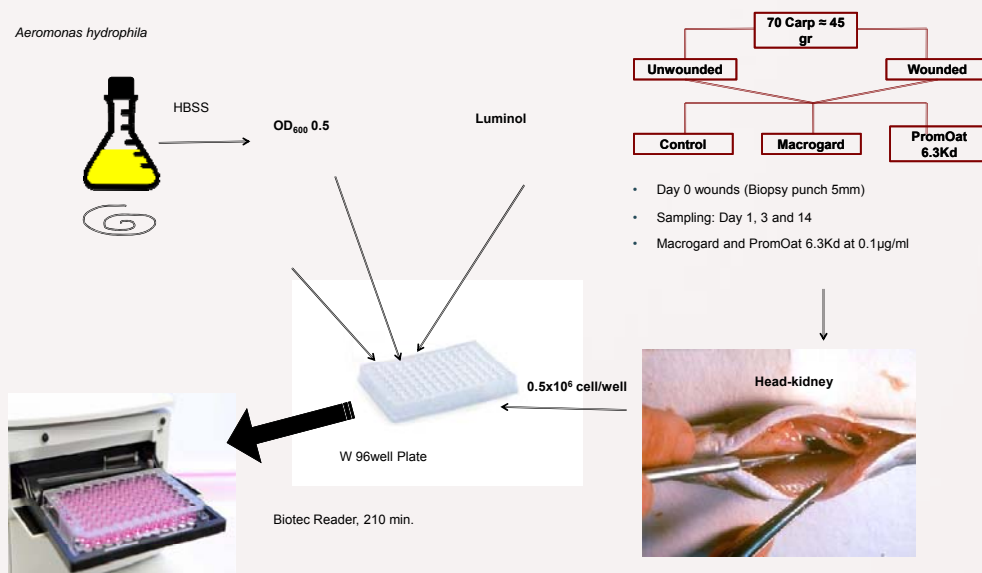 Aeromonas hydrophila
HBSS
OD600 0.5
Luminol
70 Carp ≈ 45
gr
Unwounded
Wounded
Control
Macrogard
PromOat
6.3Kd
• Day 0 wounds (Biopsy punch 5mm)
• Sampling: Day 1, 3 and 14
• Macrogard and PromOat 6.3Kd at 0.1µg/ml
Head-kidney
0.5x10⁶ cell/well
W 96well Plate
Biotec Reader, 210 min.